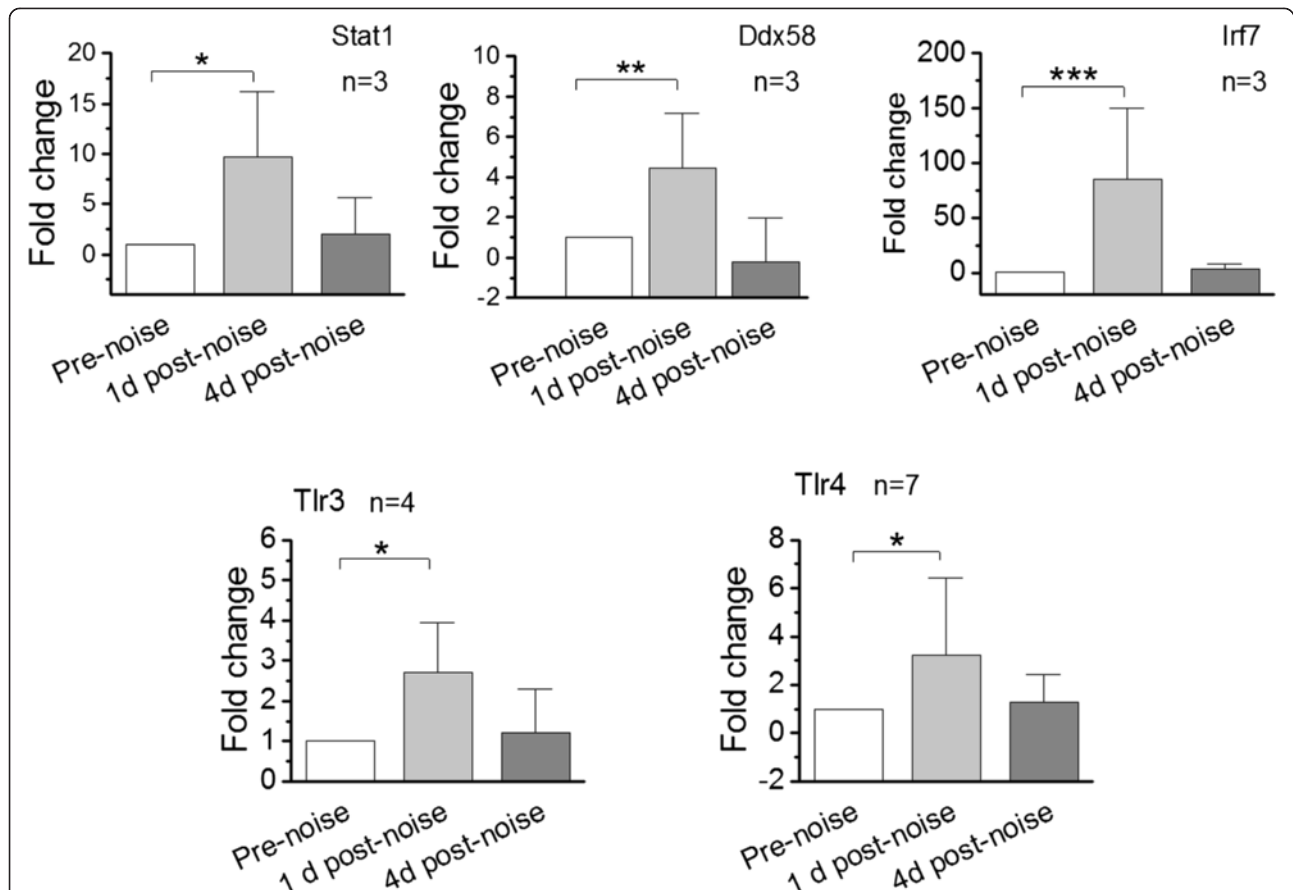 Stat1
n=3
*
Fold change
20
15
10
5
0
Pre-noise
1d post-noise
4d post-noise
Ddx58
n=3
**
Fold change
10
8
6
4
2
0
-2
Pre-noise
1d post-noise
4d post-noise
Irf7
n=3
***
Fold change
200
150
100
50
0
Pre-noise
1d post-noise
4d post-noise
Tlr3 n=4
*
Fold change
6
5
4
3
2
1
0
Pre-noise
1 d post-noise
4d post-noise
Tlr4 n=7
*
Fold change
8
6
4
2
0
-2
Pre-noise
1 d post-noise
4d post-noise